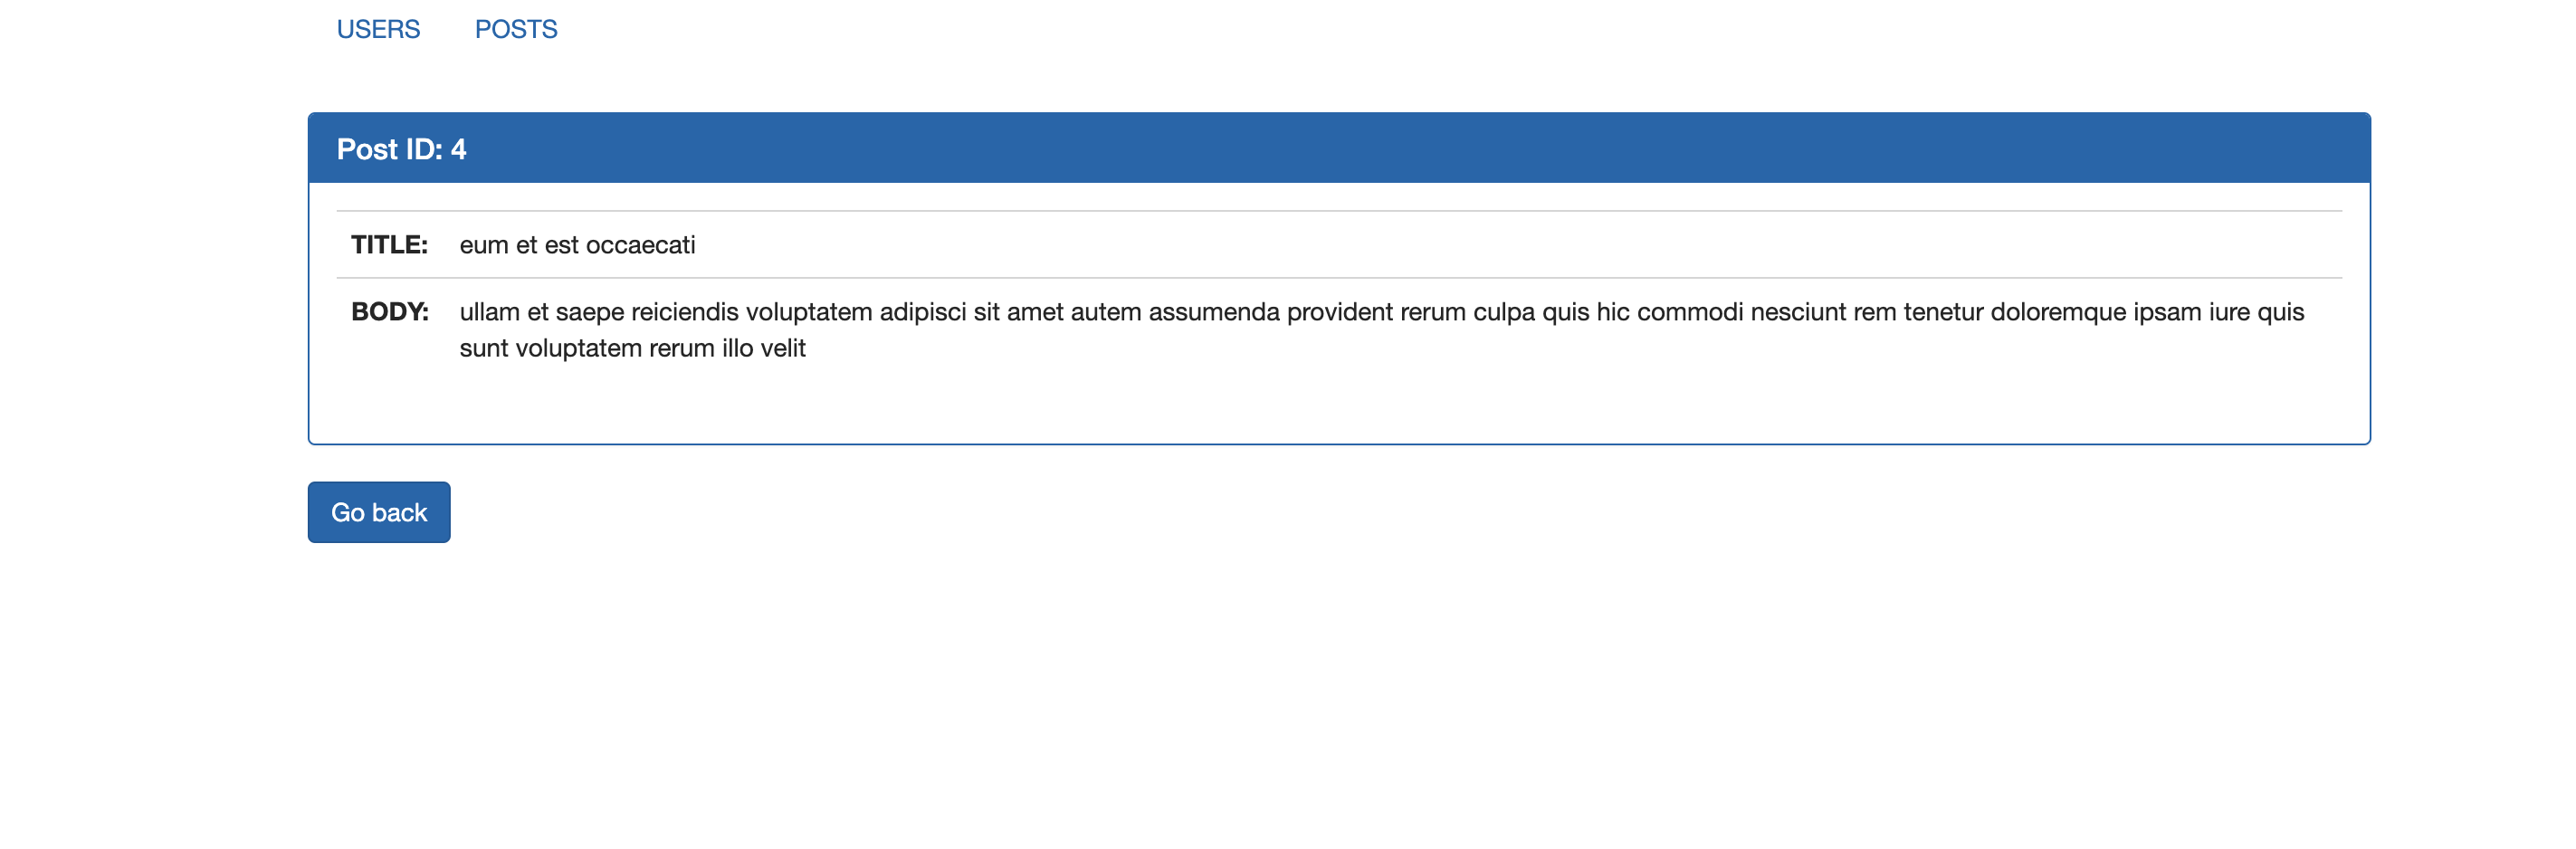 USERS POSTS
Post ID: 4
TITLE: eum et est occaecati
BODY: ullam et saepe reiciendis voluptatem adipisci sit amet autem assumenda provident rerum culpa quis hic commodi nesciunt rem tenetur doloremque ipsam iure quis
sunt voluptatem rerum illo velit
Go back